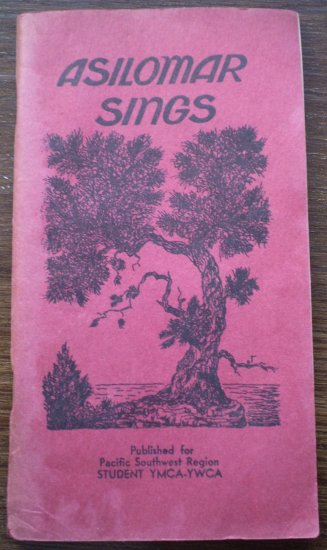 ASILOMAR
SINGS
Published for
Pacific Southwest Region
STUDENT YMCA-YWCA